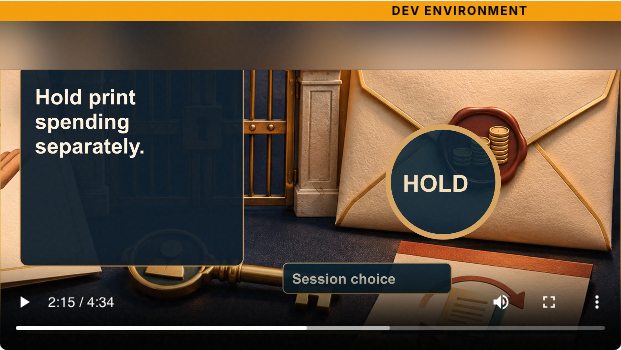 DEV ENVIRONMENT
Hold print
spending
separately.
HOLD
Session choice
2:15 / 4:34